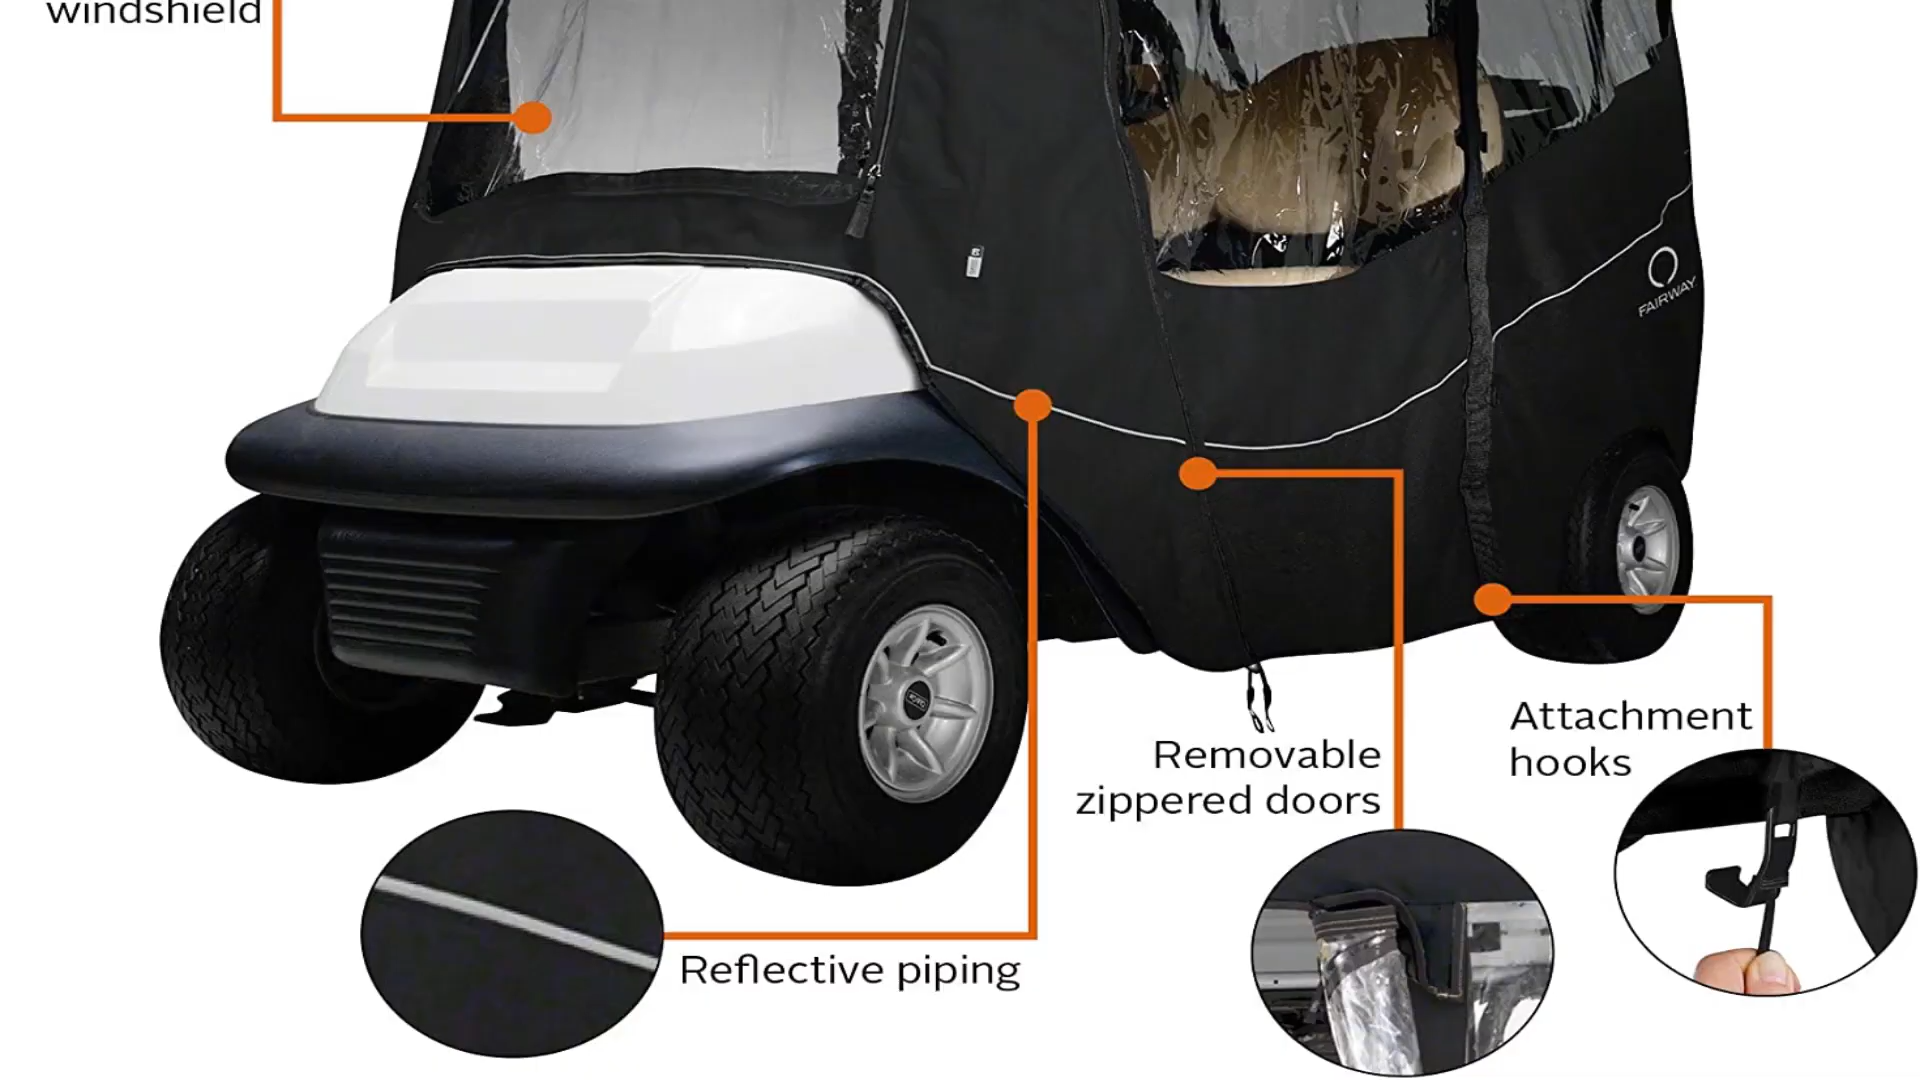 windshield
FAIRWAY
Attachment
hooks
Removable
zippered doors
Reflective piping